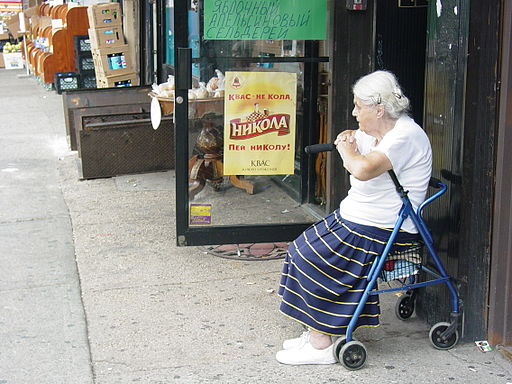 ЯБЛОЧНЫЙ
АПЕЛЬСИНОВЫЙ
СЕЛЬДЕРЕЙ
КВАС-НЕ КОЛА
НИКОЛА
ПЕЙ НИКОЛУ!
КВАС